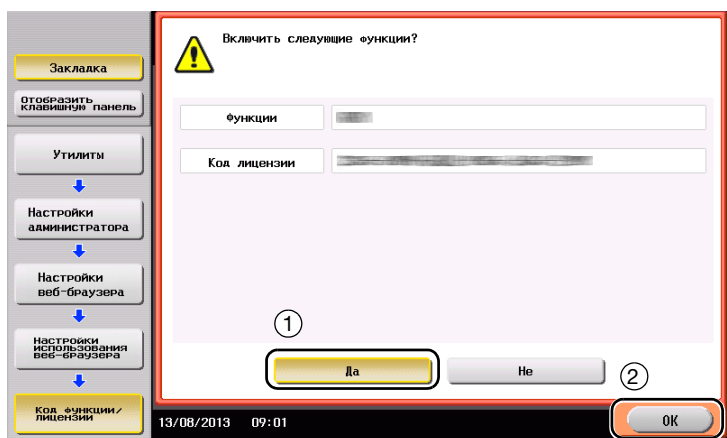 Включить следующие функции?
Закладка
Отобразить
клавишную панель
Утилиты
Настройки
администратора
Настройки
веб-браузера
Настройки
использования
веб-браузера
Код функции/
лицензии
Функции
Код лицензии
1
Да
Не
2
13/08/2013 09:01
OK